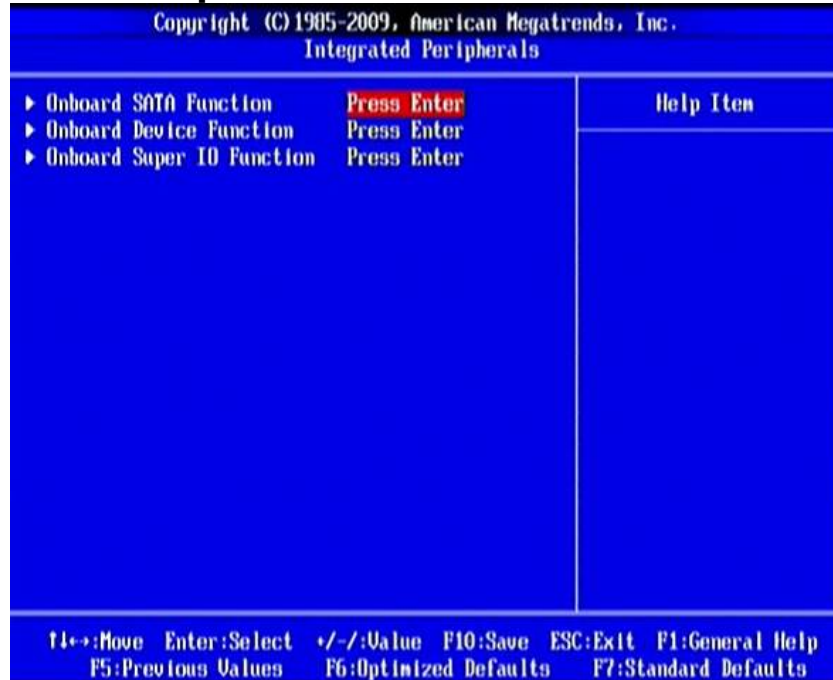 Copyright (C)1985-2009, American Megatrends, Inc.
Integrated Peripherals
▶ Onboard SATA Function Press Enter
▶ Onboard Device Function Press Enter
▶ Onboard Super IO Function Press Enter
Help Item
↑↓←→:Move Enter:Select +/-/:Value F10:Save ESC:Exit F1:General Help
F5:Previous Values F6:Optimized Defaults F7:Standard Defaults